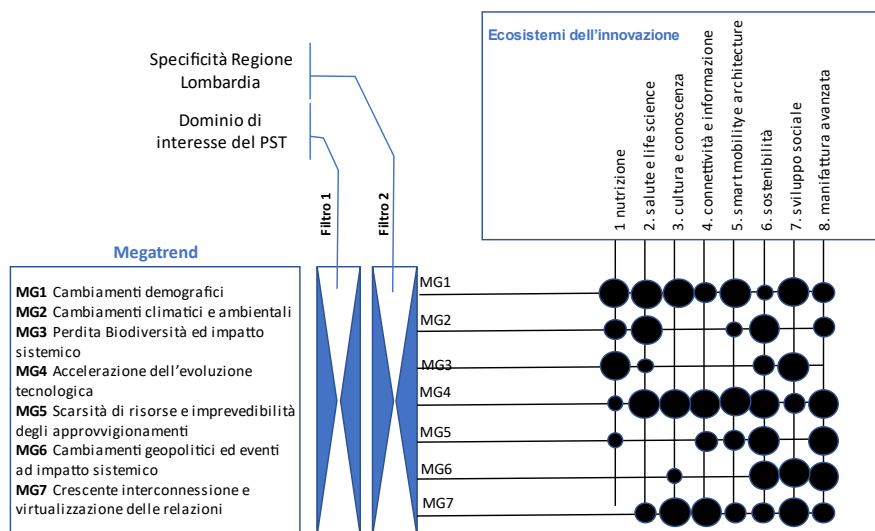 Specificità Regione
Lombardia
Dominio di
interesse del PST
Filtro 1
Filtro 2
Ecosistemi dell'innovazione
1 nutrizione
2. salute e life science
3. cultura e conoscenza
4. connettività e informazione
5. smart mobility e architecture
6. sostenibilità
7. sviluppo sociale
8. manifattura avanzata
Megatrend
MG1 Cambiamenti demografici
MG2 Cambiamenti climatici e ambientali
MG3 Perdita Biodiversità ed impatto
sistemico
MG4 Accelerazione dell'evoluzione
tecnologica
MG5 Scarsità di risorse e imprevedibilità
degli approvvigionamenti
MG6 Cambiamenti geopolitici ed eventi
ad impatto sistemico
MG7 Crescente interconnessione e
virtualizzazione delle relazioni
MG1
MG2
MG3
MG4
MG5
MG6
MG7